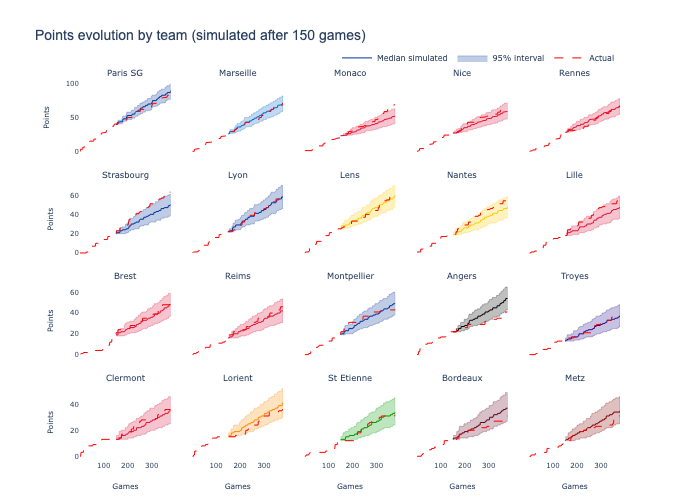 Points evolution by team (simulated after 150 games)
Median simulated 95% interval Actual
Paris SG Marseille Monaco Nice Rennes
100
50
0
Points
Strasbourg Lyon Lens Nantes Lille
60
40
20
0
Points
Brest Reims Montpellier Angers Troyes
60
40
20
0
Points
Clermont Lorient St Etienne Bordeaux Metz
40
20
0
Points
100 200 300 100 200 300 100 200 300 100 200 300 100 200 300
Games Games Games Games Games